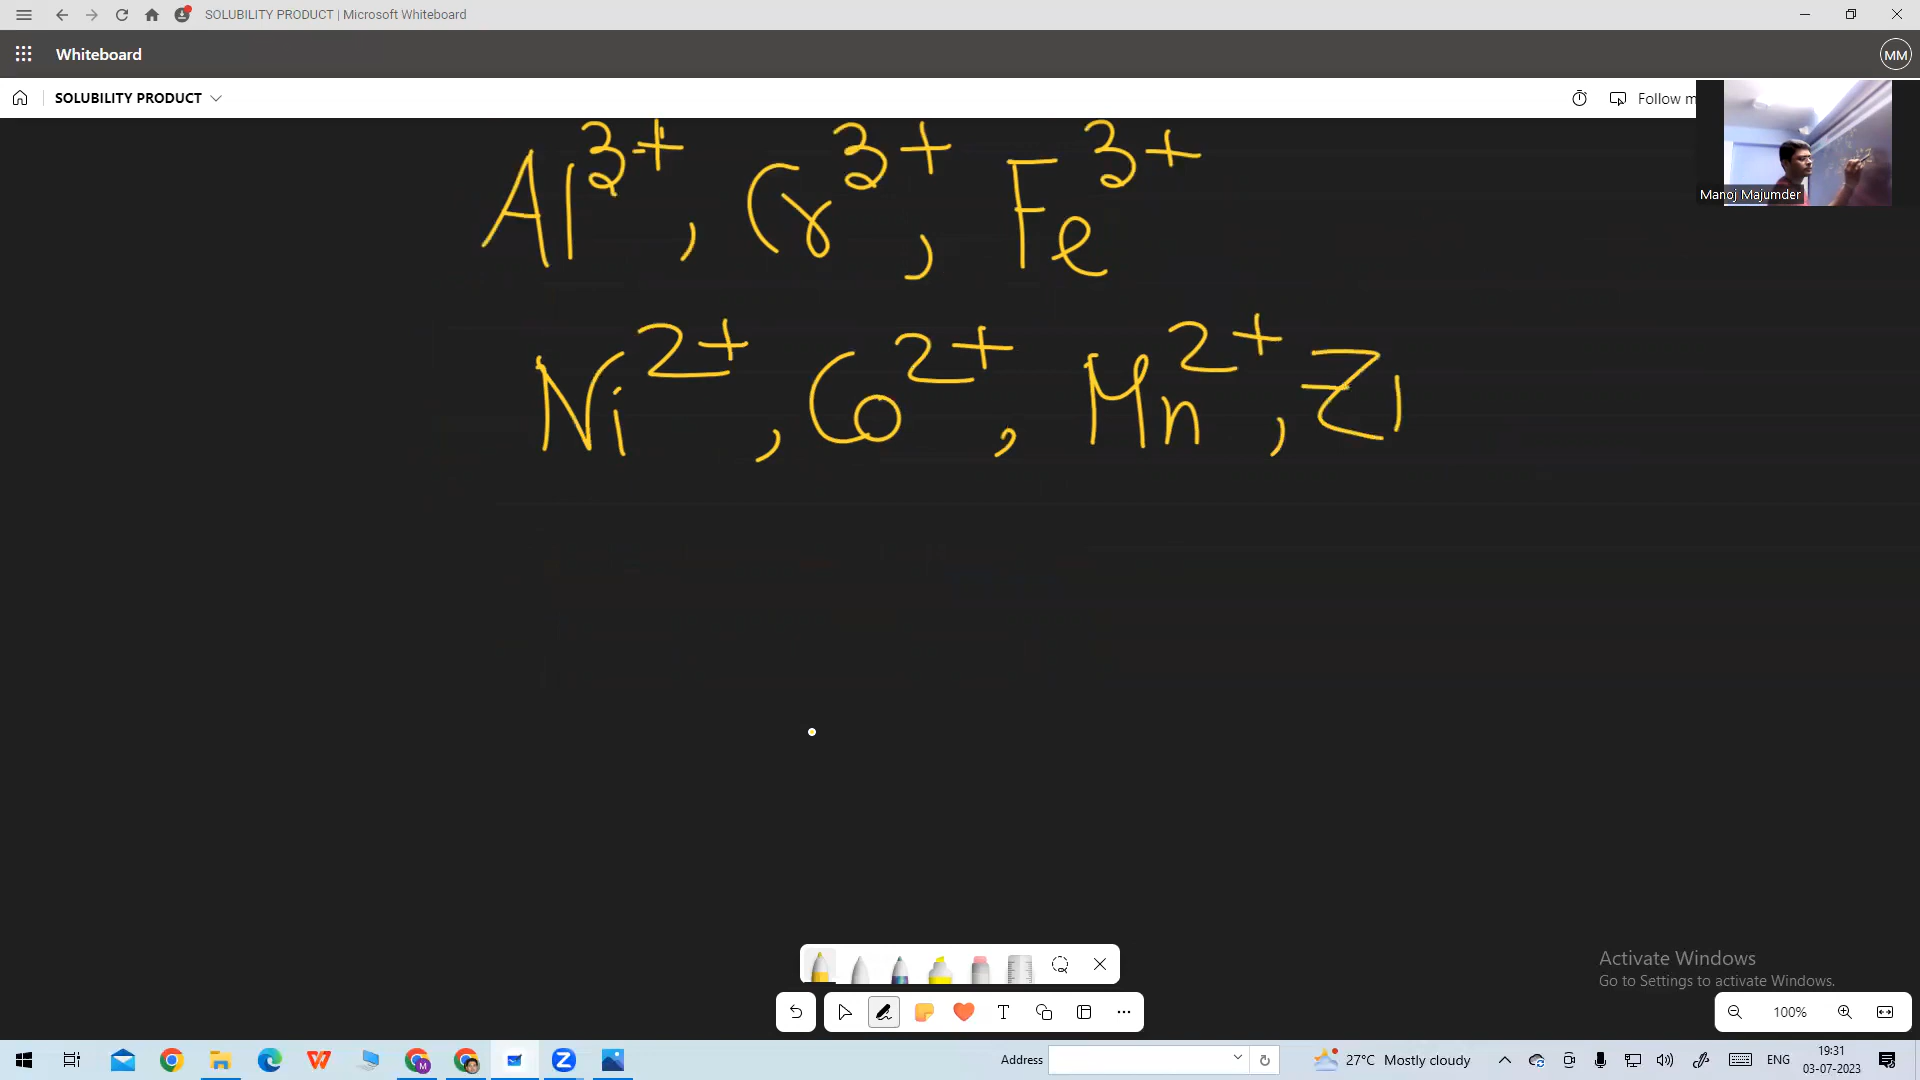 SOLUBILITY PRODUCT | Microsoft Whiteboard
Whiteboard
MM
SOLUBILITY PRODUCT
Follow m
Manoj Majumder
Al³⁺, Cr³⁺, Fe³⁺
Ni²⁺, Co²⁺, Mn²⁺, Z
Activate Windows
Go to Settings to activate Windows.
100%
Address
27°C Mostly cloudy
ENG
19:31
03-07-2023